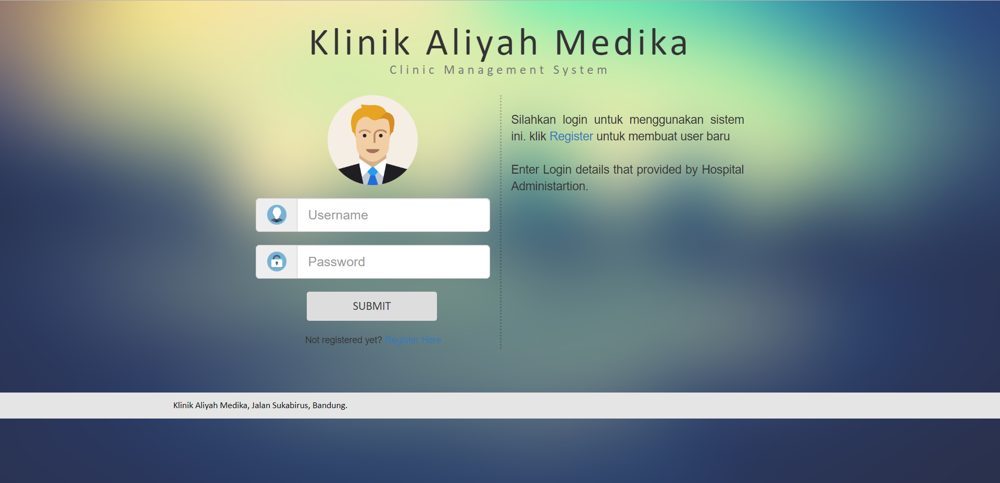 Klinik Aliyah Medika
Clinic Management System
Silahkan login untuk menggunakan sistem
ini. klik Register untuk membuat user baru
Enter Login details that provided by Hospital
Administartion.
Username
Password
SUBMIT
Not registered yet? Register Here
Klinik Aliyah Medika, Jalan Sukabirus, Bandung.